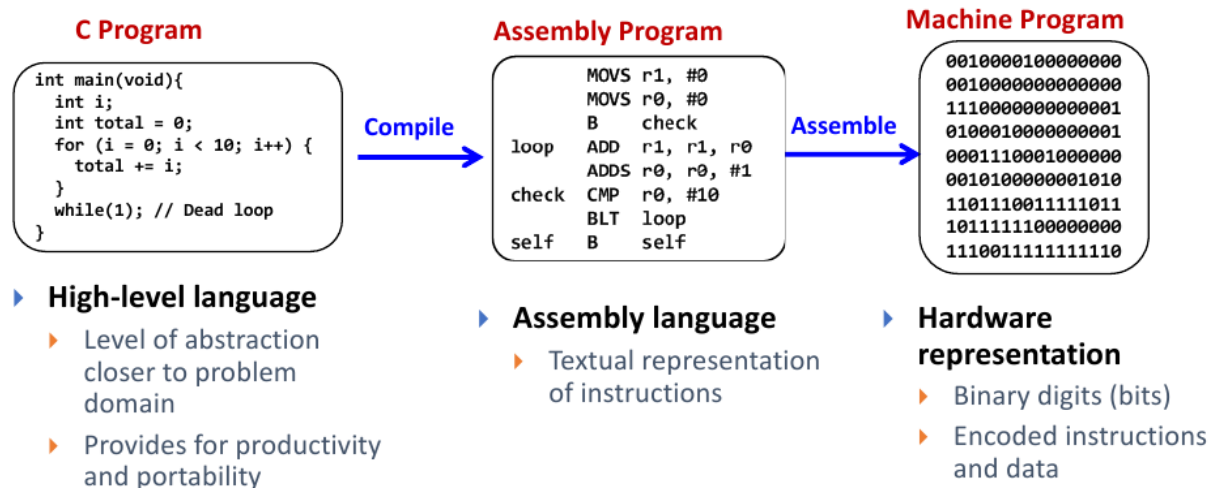 C Program
int main(void){
int i;
int total = 0;
for (i = 0; i < 10; i++) {
total += i;
}
while(1); // Dead loop
}
Compile
Assembly Program
MOVS r1, #0
MOVS r0, #0
B check
loop ADD r1, r1, r0
ADDS r0, r0, #1
check CMP r0, #10
BLT loop
self B self
Assemble
Machine Program
0010000100000000
0010000000000000
1110000000000001
0100010000000001
0001110001000000
0010100000001010
1101110011111011
1011111100000000
1110011111111110
High-level language
Level of abstraction
closer to problem
domain
Provides for productivity
and portability
Assembly language
Textual representation
of instructions
Hardware
representation
Binary digits (bits)
Encoded instructions
and data